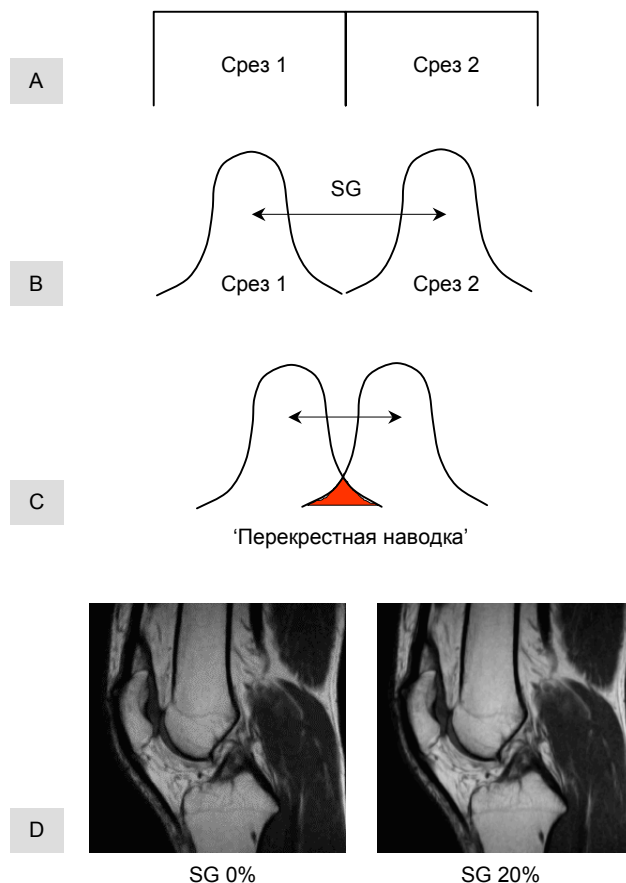 Срез 1 Срез 2
A
SG
B
Срез 1 Срез 2
C
‘Перекрестная наводка’
D
SG 0% SG 20%